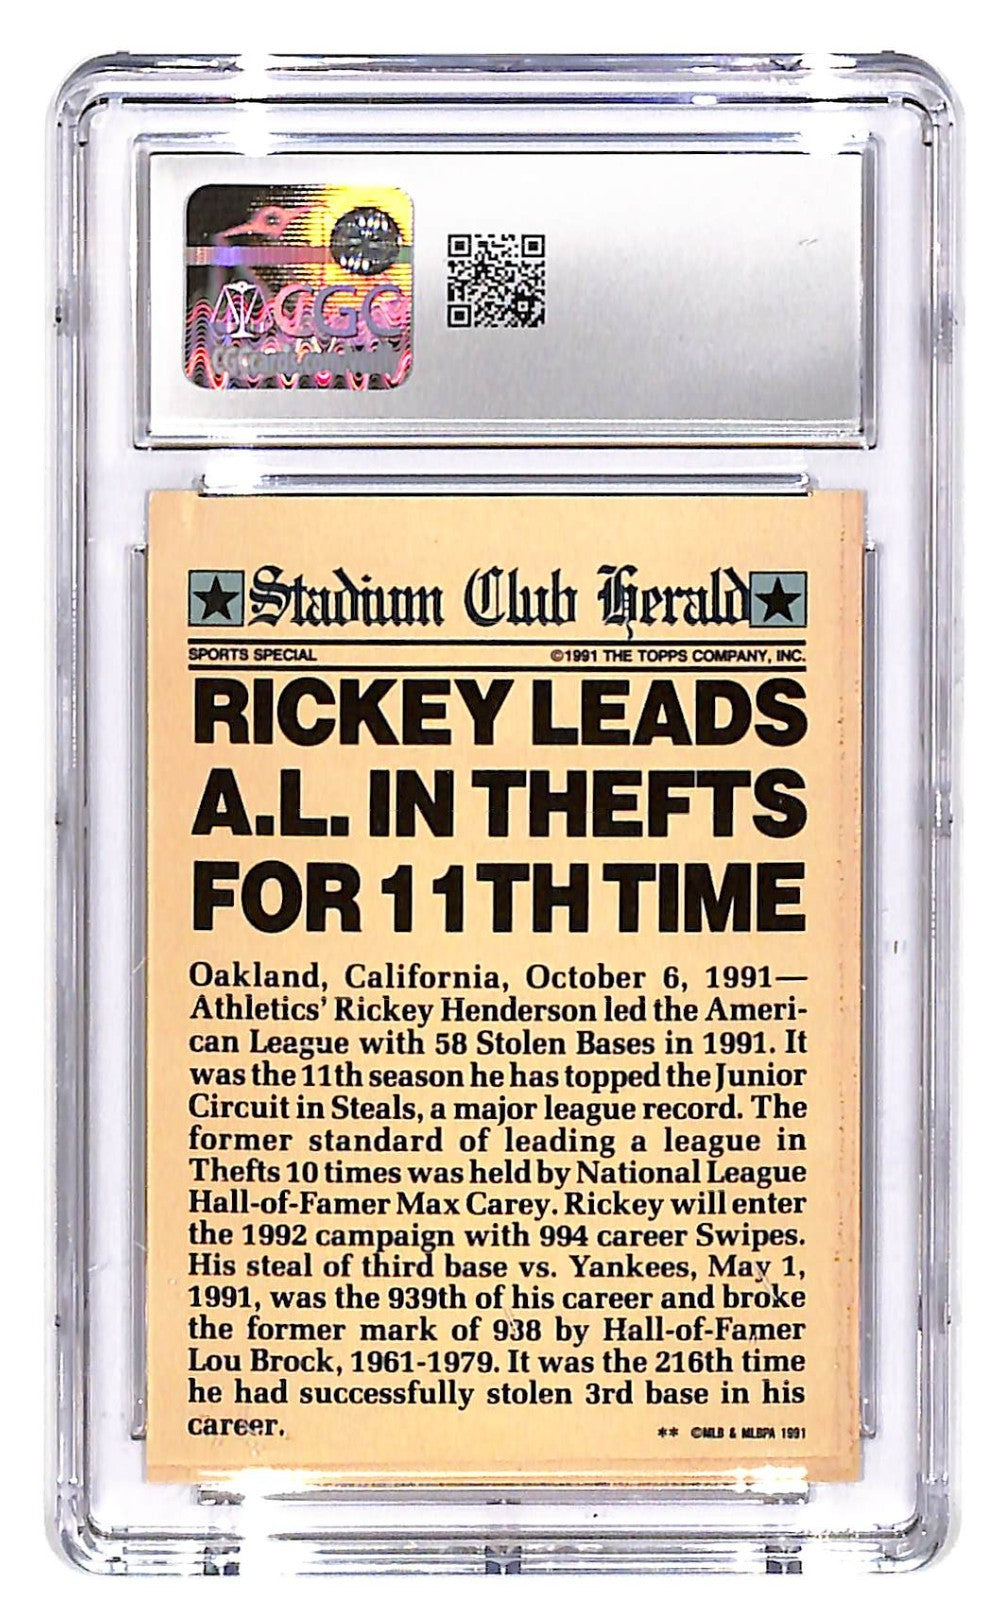 CGC
Stadium Club Herald
SPORTS SPECIAL ©1991 THE TOPPS COMPANY, INC.
RICKEY LEADS
A.L. IN THEFTS
FOR 11TH TIME
Oakland, California, October 6, 1991—
Athletics' Rickey Henderson led the Ameri-
can League with 58 Stolen Bases in 1991. It
was the 11th season he has topped the Junior
Circuit in Steals, a major league record. The
former standard of leading a league in
Thefts 10 times was held by National League
Hall-of-Famer Max Carey. Rickey will enter
the 1992 campaign with 994 career Swipes.
His steal of third base vs. Yankees, May 1,
1991, was the 939th of his career and broke
the former mark of 938 by Hall-of-Famer
Lou Brock, 1961-1979. It was the 216th time
he had successfully stolen 3rd base in his
career.
** ©MLB & MLBPA 1991